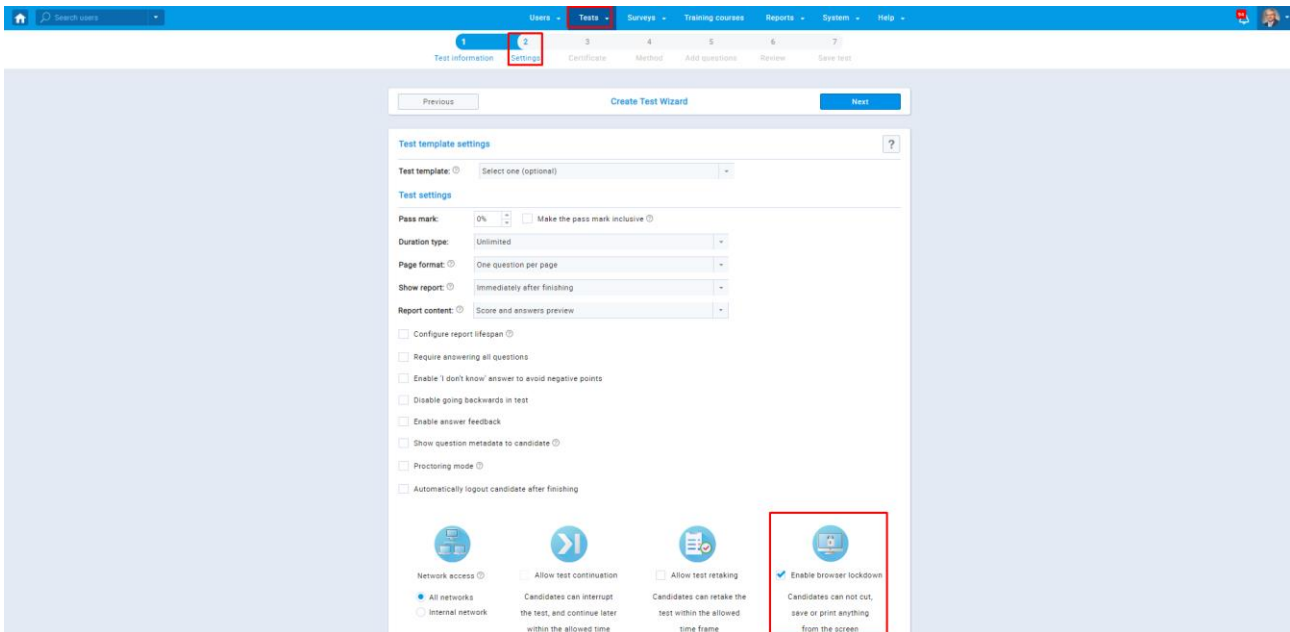 Search users
Users Tests Surveys Training courses Reports System Help
1 2 3 4 5 6 7
Test information Settings Certificate Method Add questions Review Save test
Previous Create Test Wizard Next
Test template settings ?
Test template: Select one (optional)
Test settings
Pass mark: 0% Make the pass mark inclusive
Duration type: Unlimited
Page format: One question per page
Show report: Immediately after finishing
Report content: Score and answers preview
Configure report lifespan
Require answering all questions
Enable 'I don't know' answer to avoid negative points
Disable going backwards in test
Enable answer feedback
Show question metadata to candidate
Proctoring mode
Automatically logout candidate after finishing
Network access
All networks
Internal network
Allow test continuation
Candidates can interrupt
the test, and continue later
within the allowed time
Allow test retaking
Candidates can retake the
test within the allowed
time frame
Enable browser lockdown
Candidates can not cut,
save or print anything
from the screen